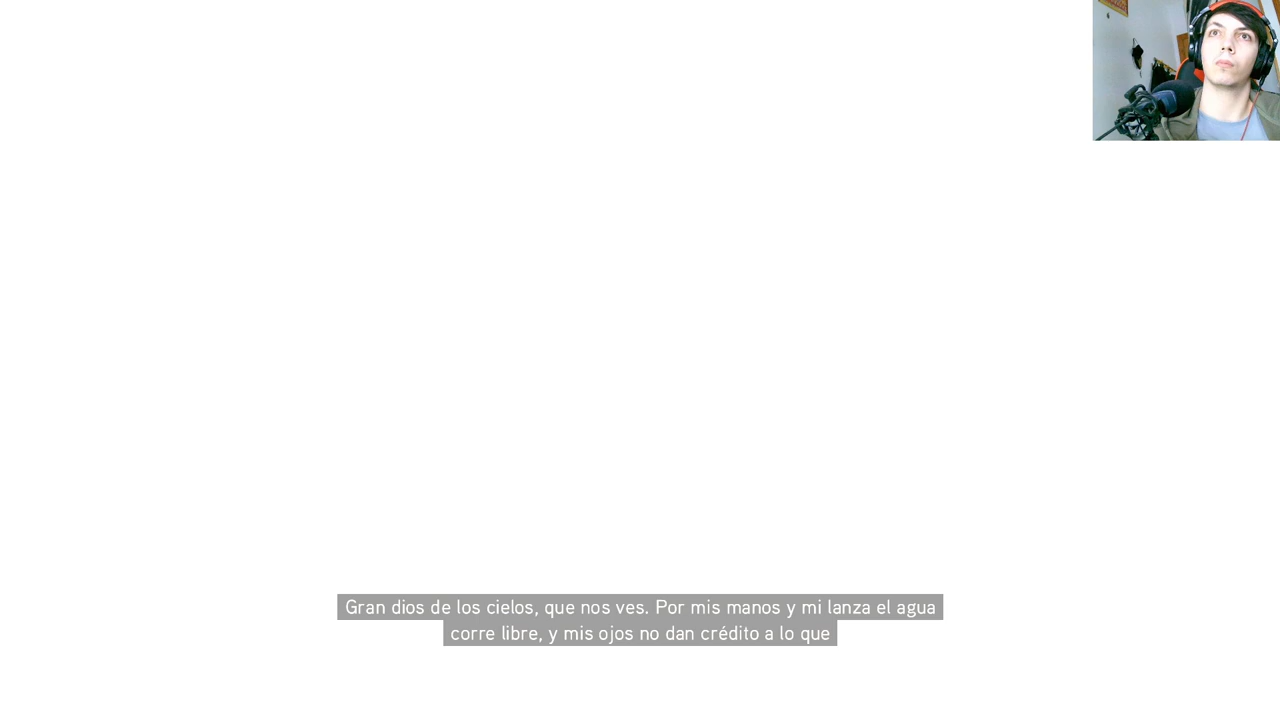 Gran dios de los cielos, que nos ves. Por mis manos y mi lanza el agua
corre libre, y mis ojos no dan crédito a lo que